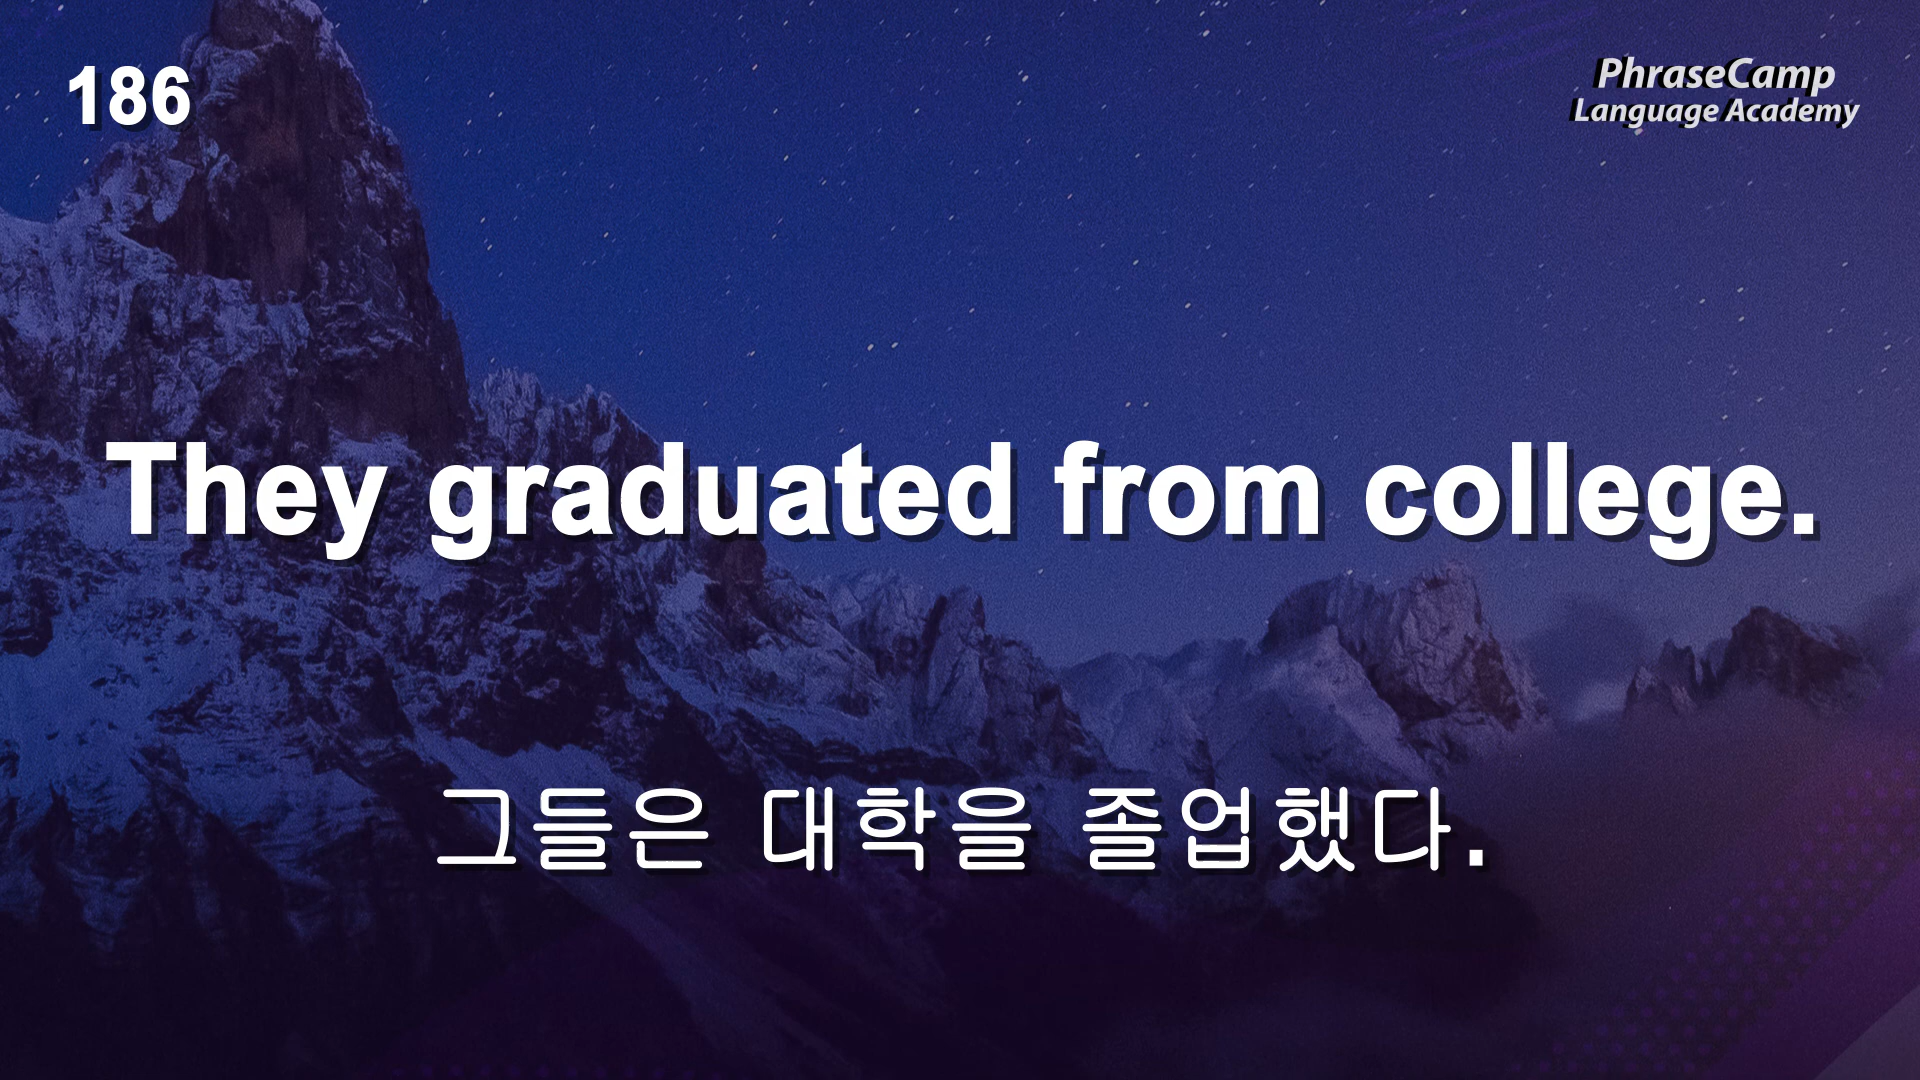 186
PhraseCamp
Language Academy
They graduated from college.
그들은 대학을 졸업했다.